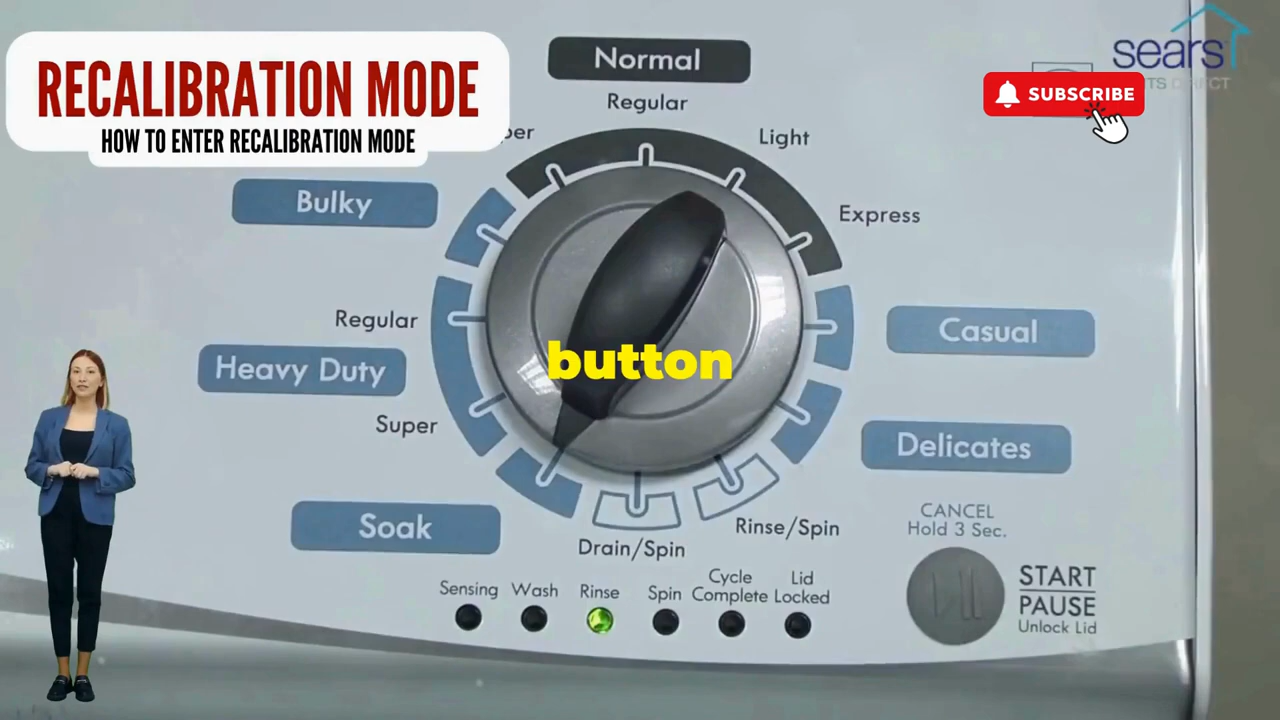 sears
RECALIBRATION MODE
HOW TO ENTER RECALIBRATION MODE
SUBSCRIBE
DIRECT
Normal
Regular
Light
Bulky
Express
Regular
Casual
Heavy Duty
button
Super
Delicates
Soak
CANCEL
Hold 3 Sec.
Rinse/Spin
Drain/Spin
Sensing
Wash
Rinse
Spin
Cycle
Complete
Lid
Locked
START
PAUSE
Unlock Lid